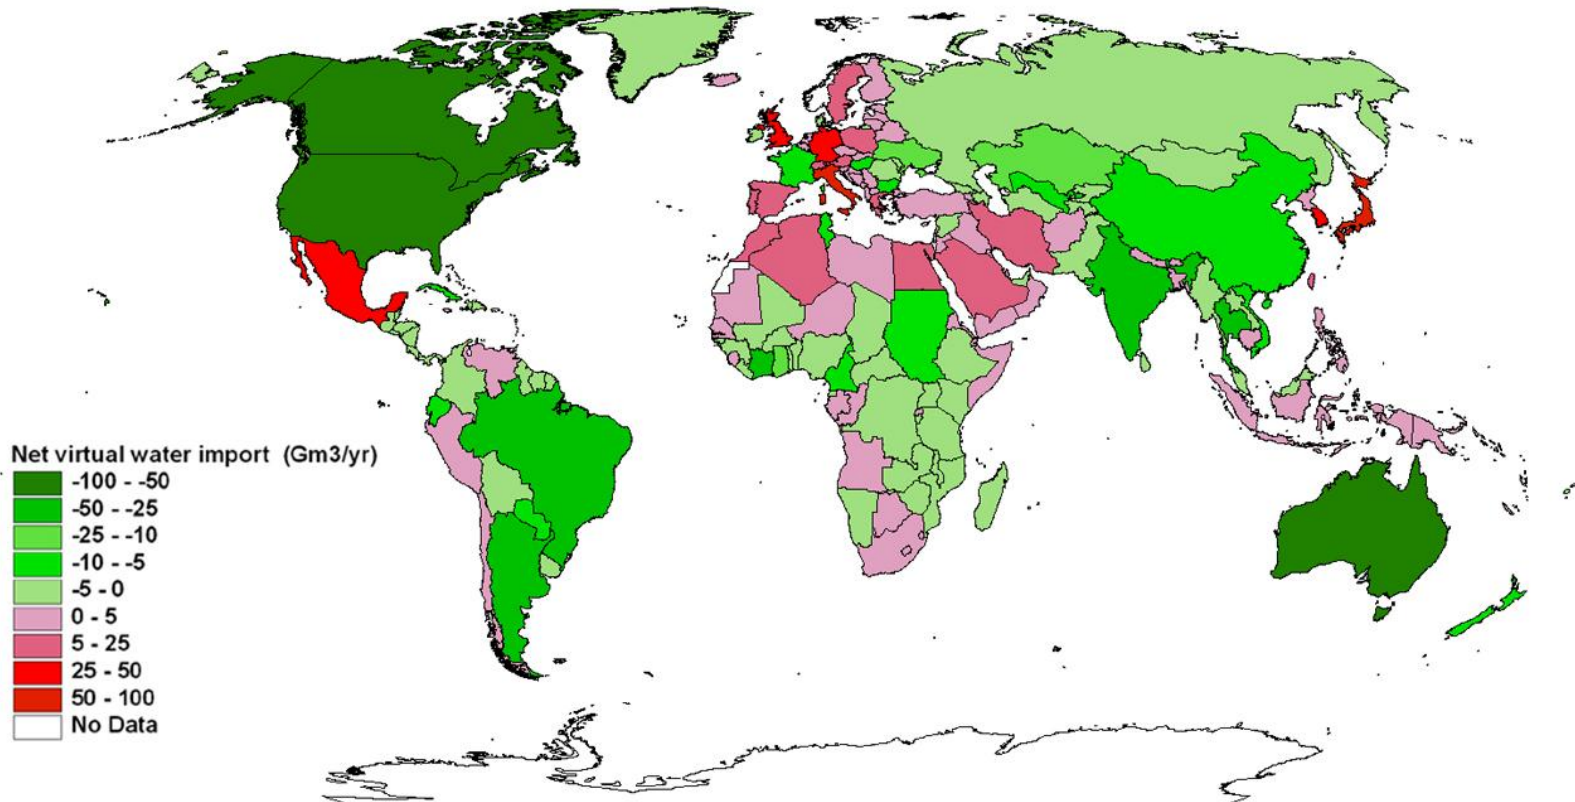 Net virtual water import (Gm3/yr)
-100 - -50
-50 - -25
-25 - -10
-10 - -5
-5 - 0
0 - 5
5 - 25
25 - 50
50 - 100
No Data